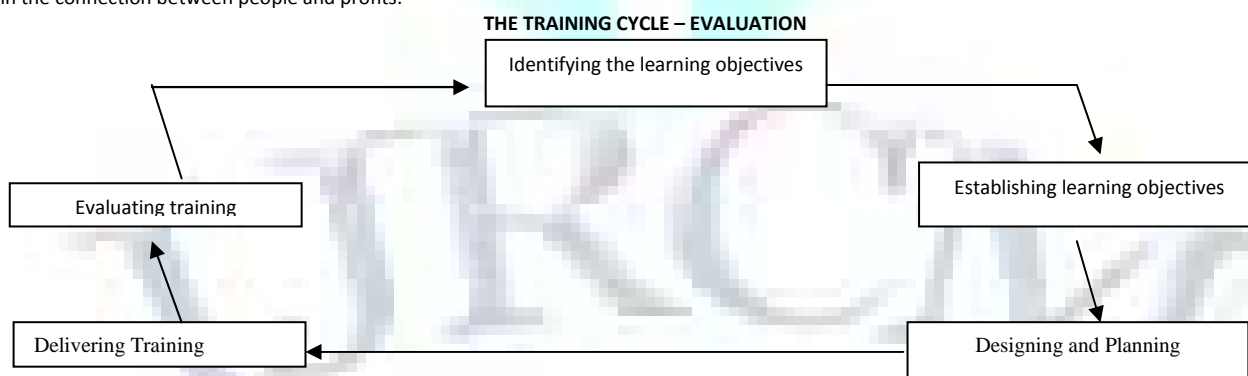 in the connection between people and profits.
THE TRAINING CYCLE – EVALUATION
Identifying the learning objectives
Establishing learning objectives
Designing and Planning
Delivering Training
Evaluating training